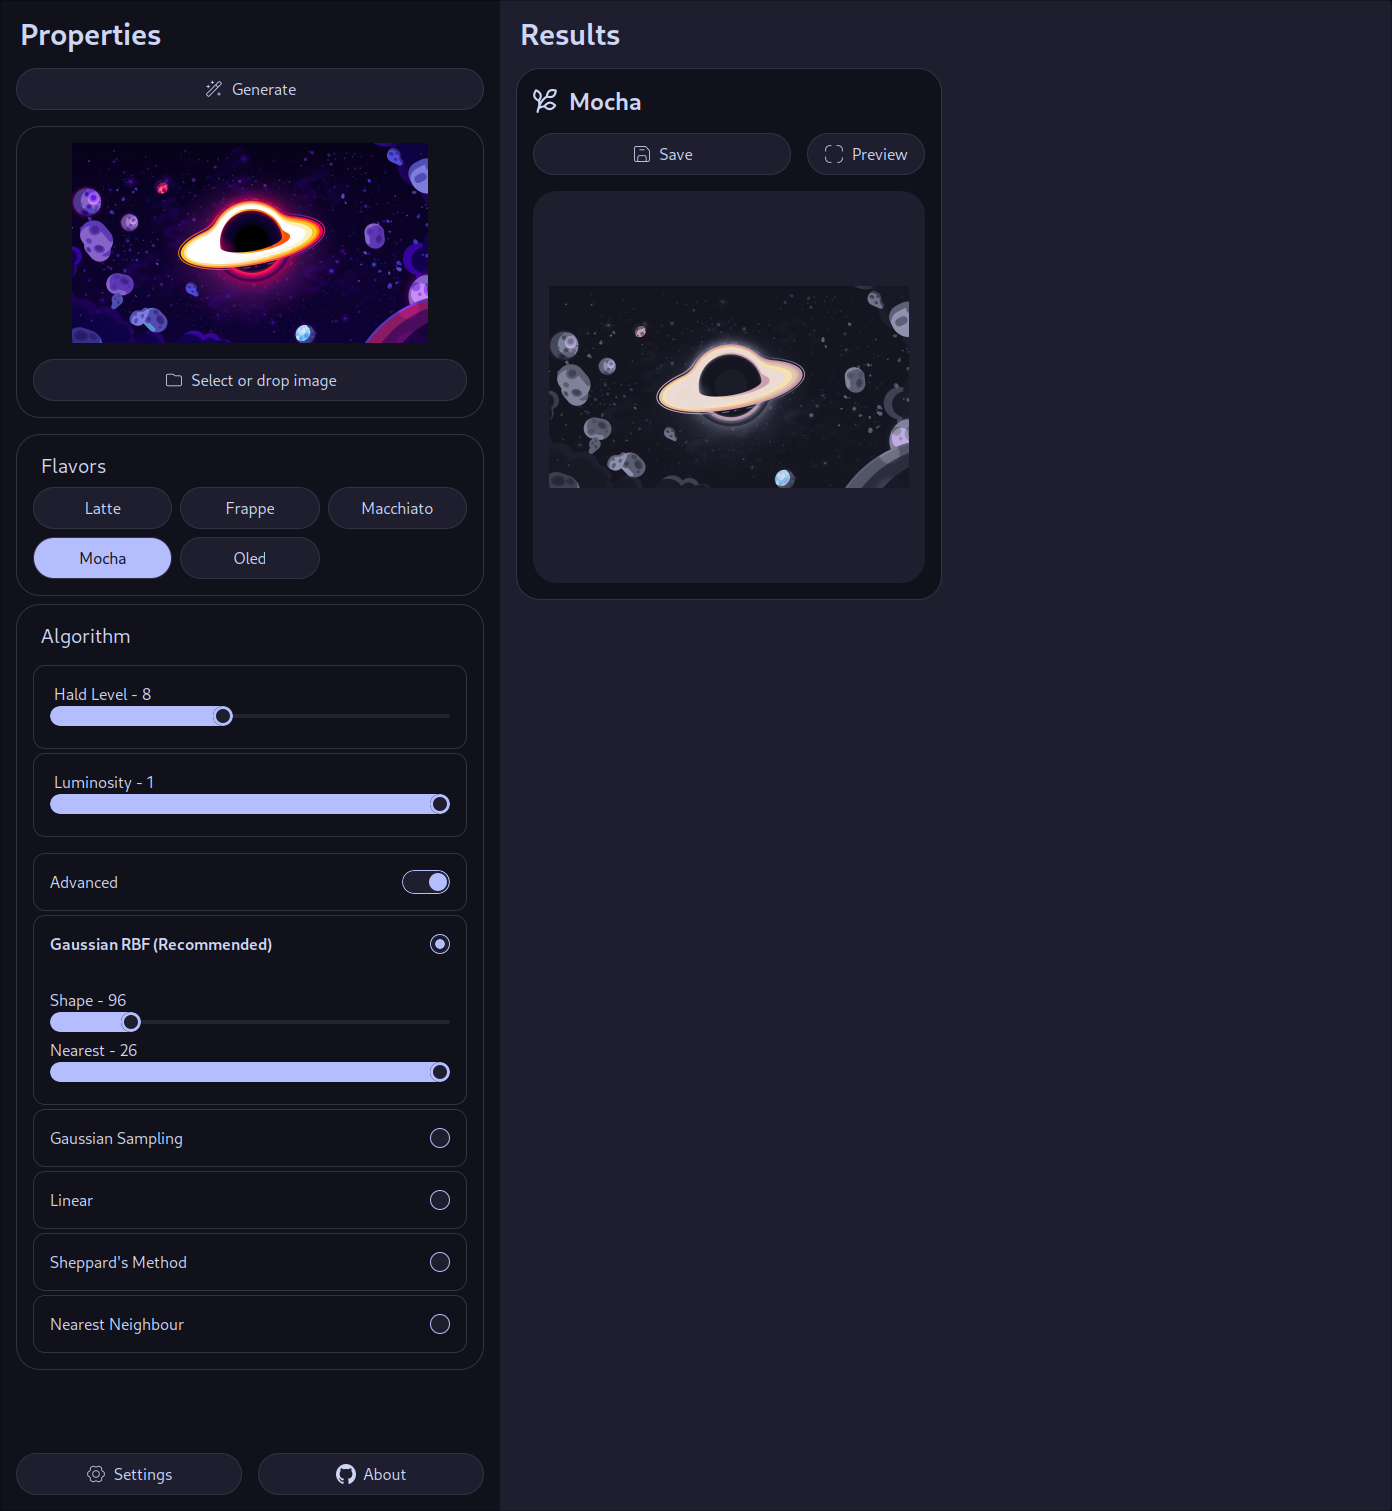 Properties
Generate
Select or drop image
Flavors
Latte
Frappe
Macchiato
Mocha
Oled
Algorithm
Hald Level - 8
Luminosity - 1
Advanced
Gaussian RBF (Recommended)
Shape - 96
Nearest - 26
Gaussian Sampling
Linear
Sheppard's Method
Nearest Neighbour
Settings
About
Results
Mocha
Save
Preview